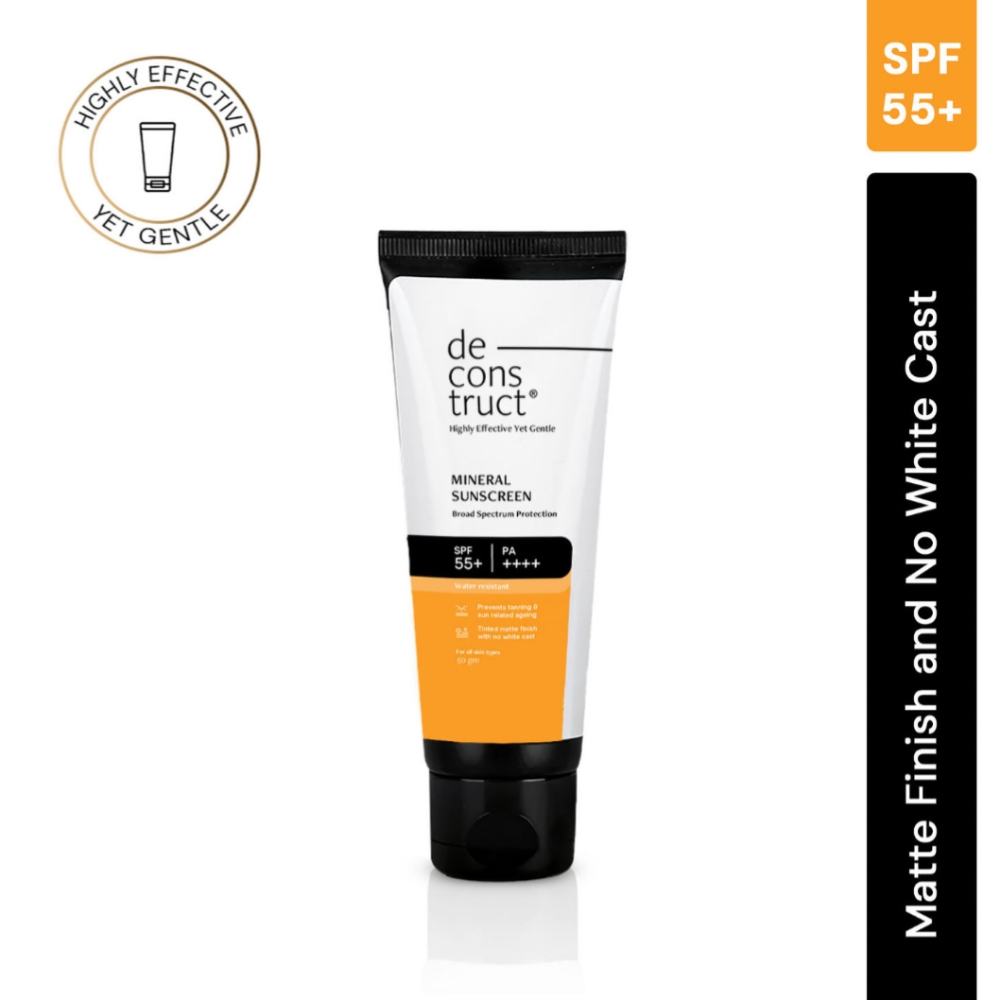 HIGHLY EFFECTIVE
YET GENTLE
SPF
55+
Matte Finish and No White Cast
de
cons
truct®
Highly Effective Yet Gentle
MINERAL
SUNSCREEN
Broad Spectrum Protection
SPF
55+
PA
++++
Water resistant
Prevents tanning &
sun related ageing
Tinted matte finish
with no white cast
For all skin types
50 gm